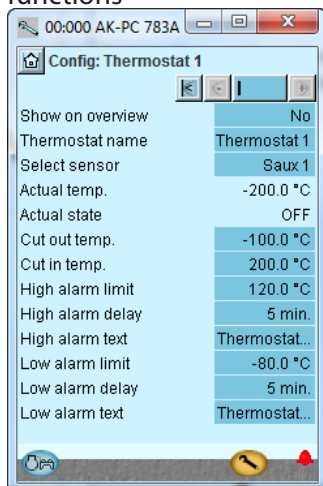 functions
00:000 AK-PC 783A
Config: Thermostat 1
Show on overview No
Thermostat name Thermostat 1
Select sensor Saux 1
Actual temp. -200.0 °C
Actual state OFF
Cut out temp. -100.0 °C
Cut in temp. 200.0 °C
High alarm limit 120.0 °C
High alarm delay 5 min.
High alarm text Thermostat...
Low alarm limit -80.0 °C
Low alarm delay 5 min.
Low alarm text Thermostat...